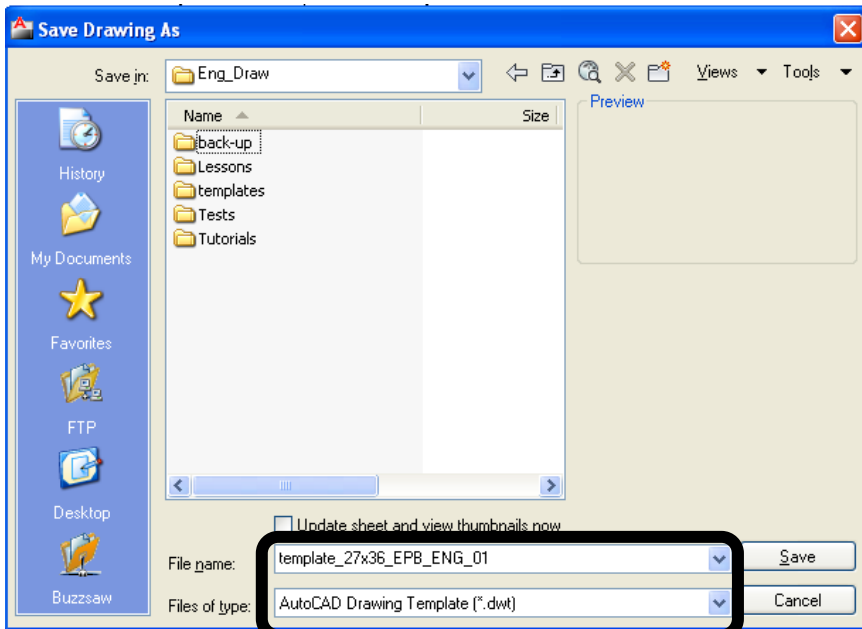 Save Drawing As
Save in: Eng_Draw Views Tools
Name Size Preview
back-up
Lessons
templates
Tests
Tutorials
History
My Documents
Favorites
FTP
Desktop
Buzzsaw
Update sheet and view thumbnails now
File name: template_27x36_EPB_ENG_01 Save
Files of type: AutoCAD Drawing Template (*.dwt) Cancel